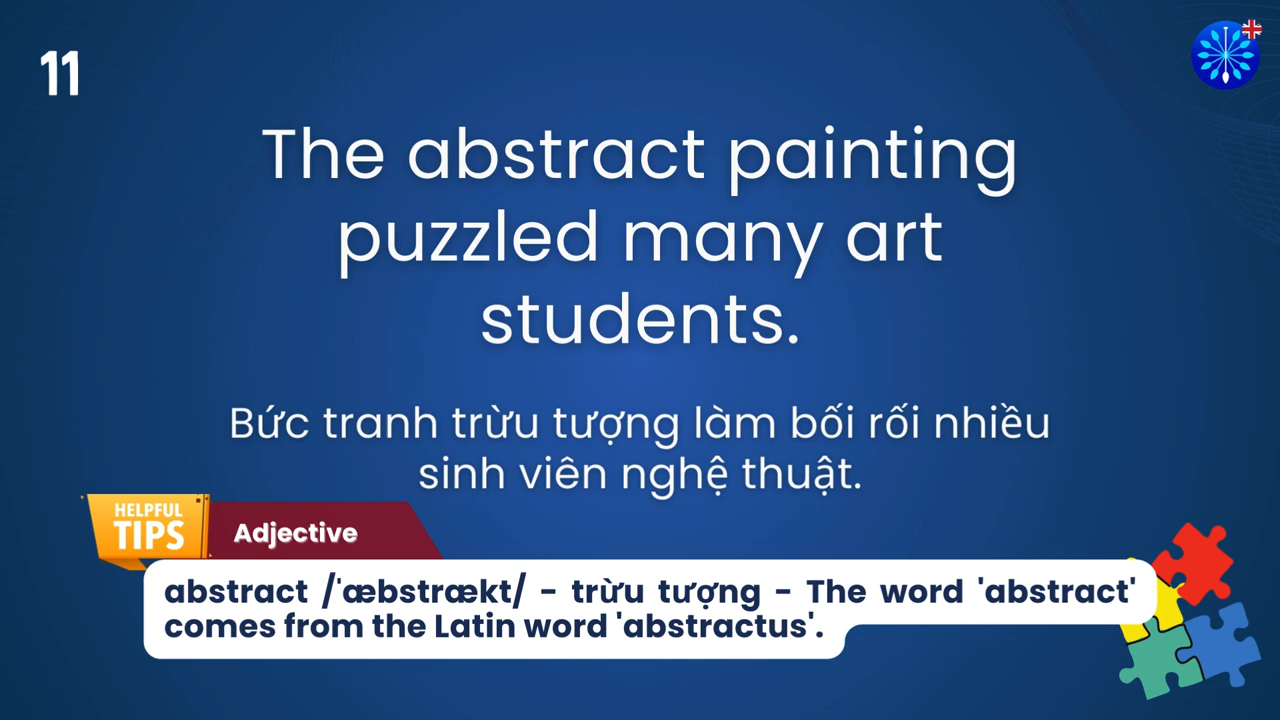 11
The abstract painting
puzzled many art
students.
Bức tranh trừu tượng làm bối rối nhiều
sinh viên nghệ thuật.
HELPFUL
TIPS
Adjective
abstract /ˈæbstrækt/ - trừu tượng - The word 'abstract'
comes from the Latin word 'abstractus'.